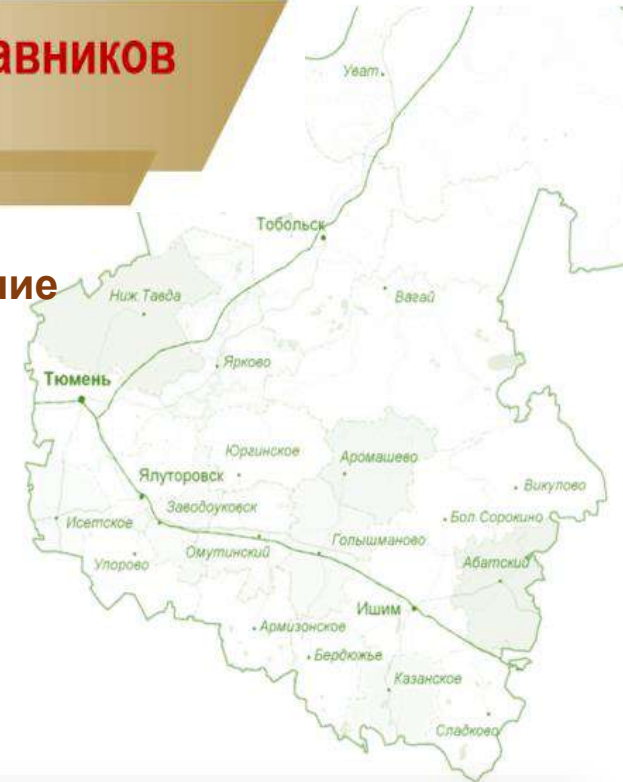 авников
ние
Уват
Тобольск
Ниж.Тавда
Вагай
Ярково
Тюмень
Юргинское
Аромашево
Ялуторовск
Викулово
Заводоуковск
Бол.Сорокино
Исетское
Голышманово
Омутинский
Упорово
Абатский
Ишим
Армизонское
Бердюжье
Казанское
Сладково